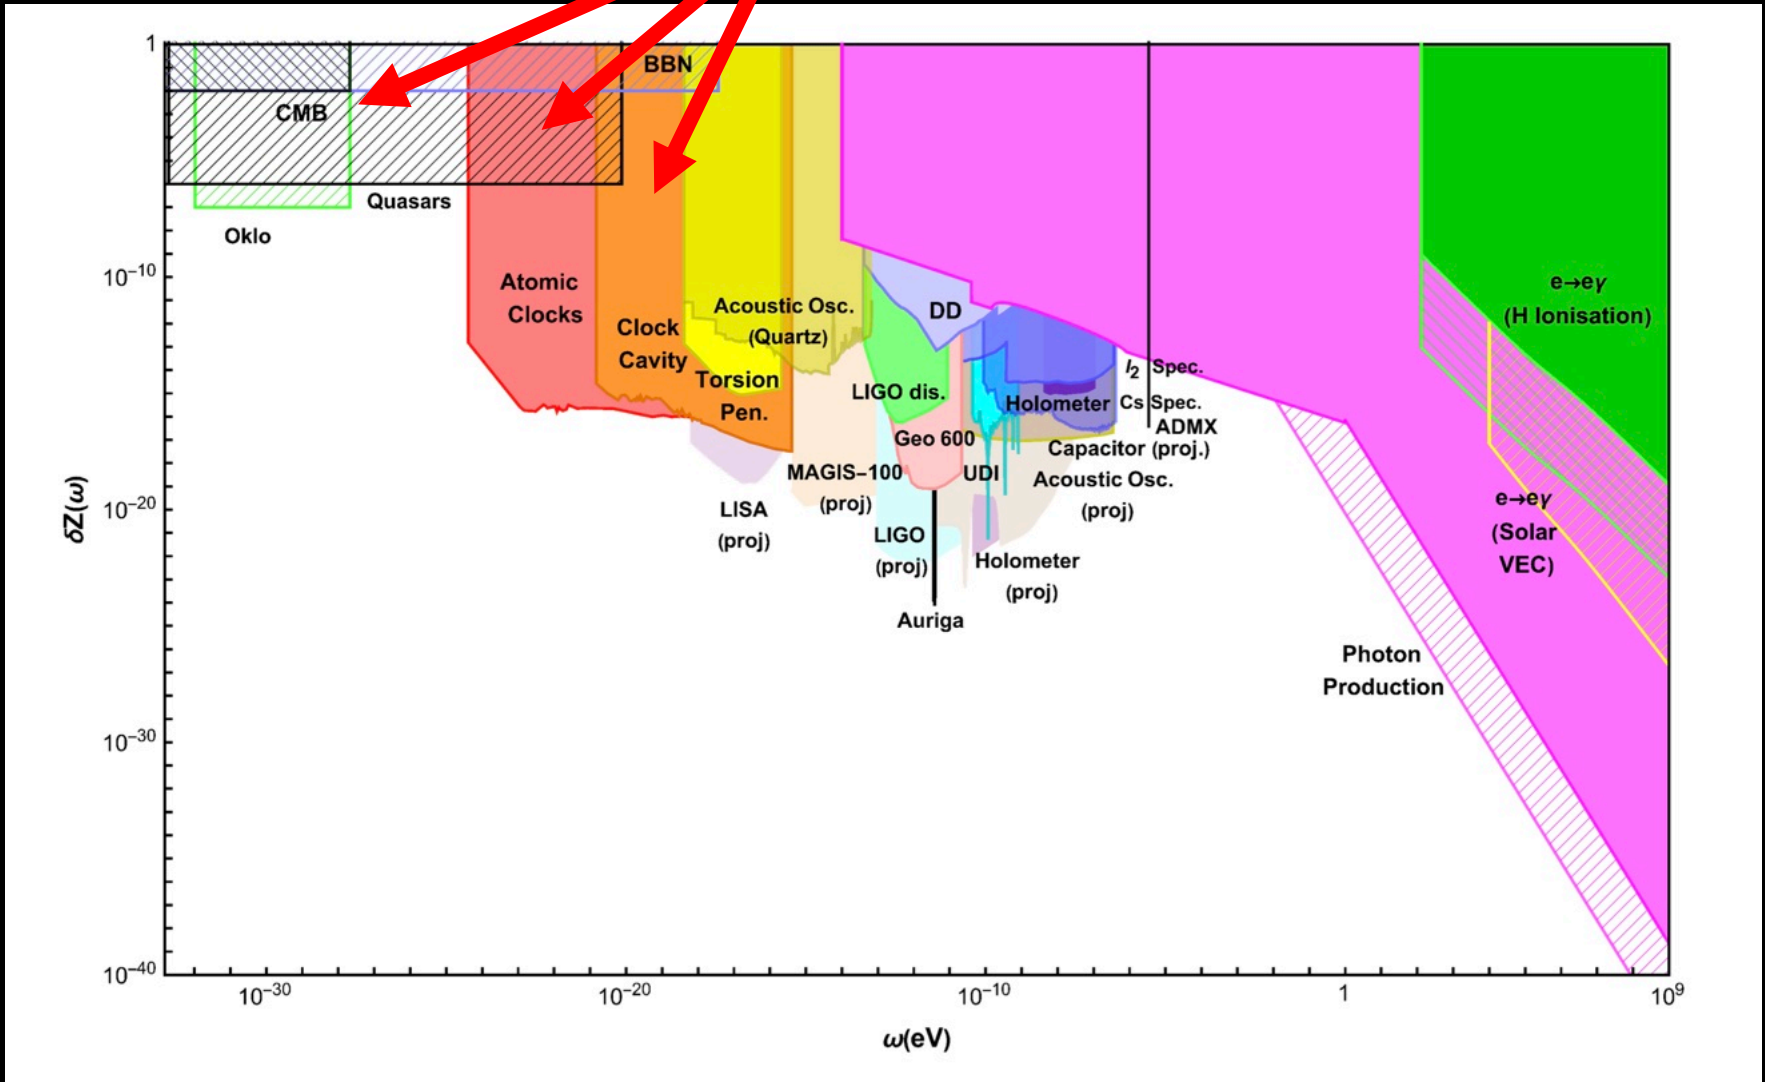 1
BBN
CMB
Quasars
Oklo
10⁻¹⁰
Atomic
Clocks
Clock
Cavity
Acoustic Osc.
(Quartz)
Torsion
Pen.
DD
LIGO dis.
Geo 600
Holometer
I₂ Spec.
Cs Spec.
ADMX
Capacitor (proj.)
Acoustic Osc.
(proj)
UDI
MAGIS–100
(proj)
LISA
(proj)
LIGO
(proj)
Holometer
(proj)
Auriga
e→eγ
(H Ionisation)
e→eγ
(Solar
VEC)
Photon
Production
δZ(ω)
10⁻²⁰
10⁻³⁰
10⁻⁴⁰
10⁻³⁰
10⁻²⁰
10⁻¹⁰
1
10⁹
ω(eV)